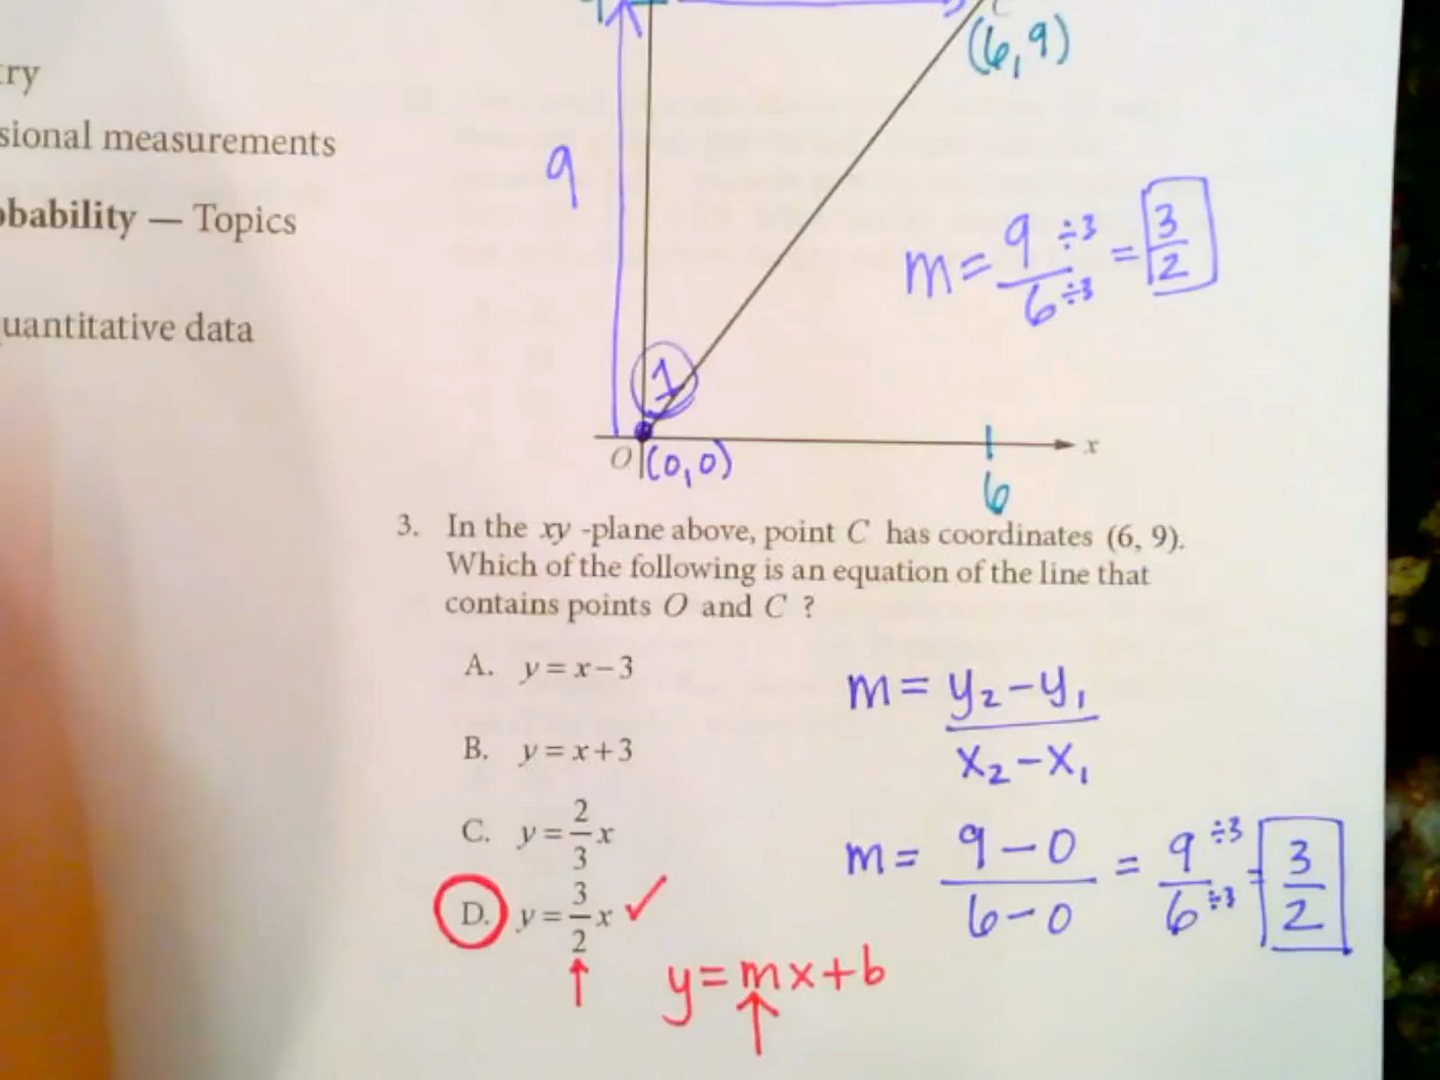 (6,9)
ry
sional measurements
9
obability — Topics
m = 9 ÷3 / 6 ÷3 = 3/2
uantitative data
1
O (0,0)
x
6
3. In the xy -plane above, point C has coordinates (6, 9).
Which of the following is an equation of the line that
contains points O and C ?
A. y = x − 3
m = y₂ − y₁ / x₂ − x₁
B. y = x + 3
C. y = 2/3 x
m = 9 − 0 / 6 − 0 = 9 ÷3 / 6 ÷3 = 3/2
D. y = 3/2 x ✓
y = mx + b